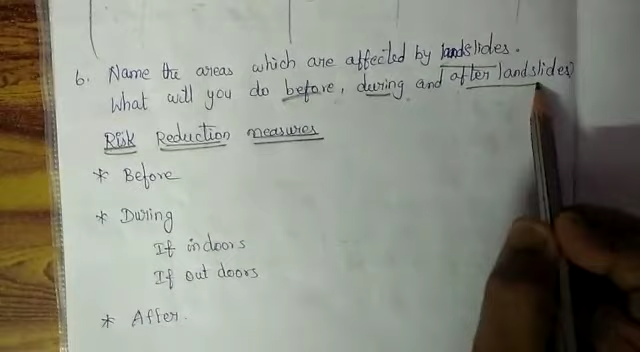 6. Name the areas which are affected by landslides.
What will you do before, during and after landslides?
Risk Reduction measures
* Before
* During
If indoors
If out doors
* After.